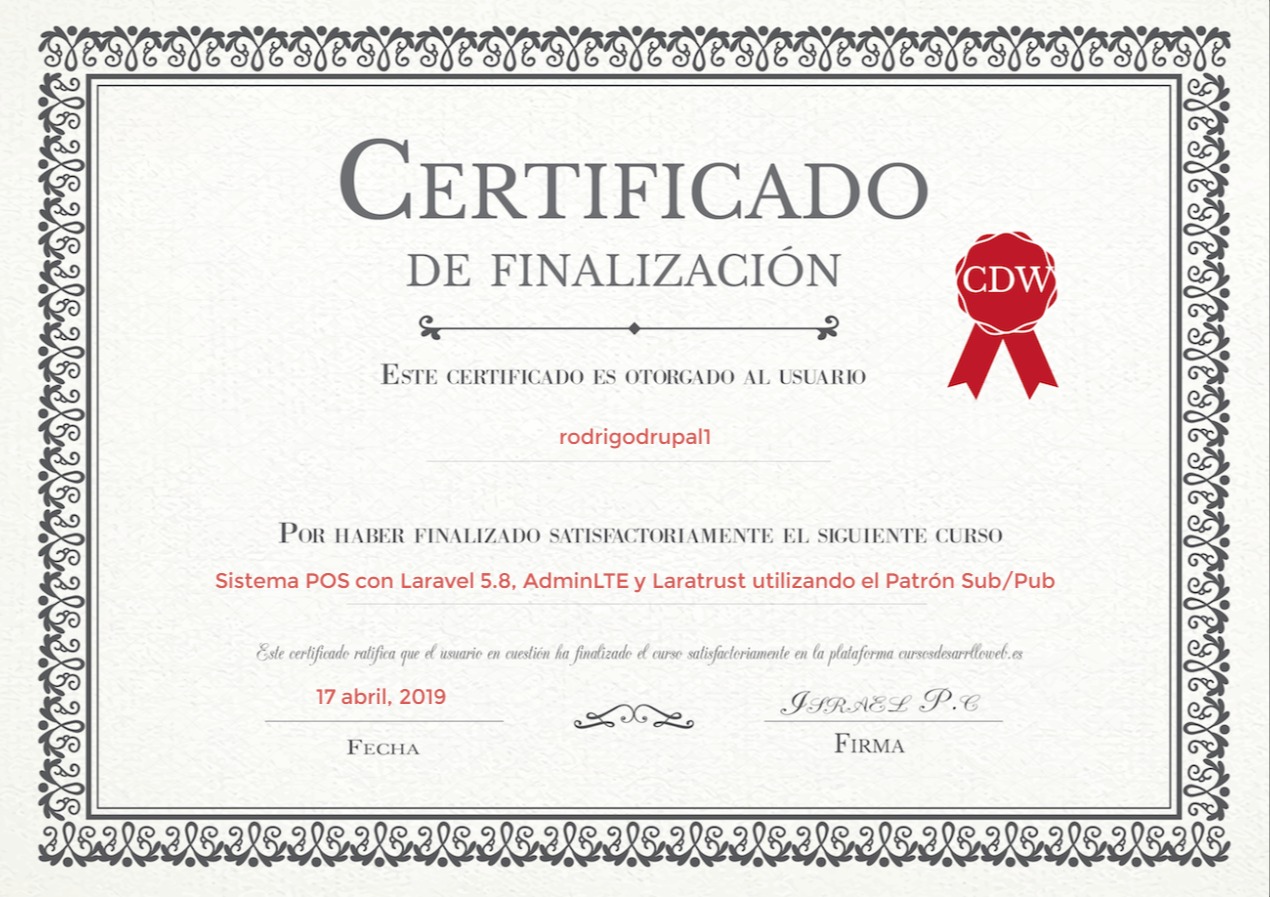 CERTIFICADO
DE FINALIZACIÓN
CDW
ESTE CERTIFICADO ES OTORGADO AL USUARIO
rodrigodrupal1
POR HABER FINALIZADO SATISFACTORIAMENTE EL SIGUIENTE CURSO
Sistema POS con Laravel 5.8, AdminLTE y Laratrust utilizando el Patrón Sub/Pub
Este certificado ratifica que el usuario en cuestión ha finalizado el curso satisfactoriamente en la plataforma cursosdesarrlloweb.es
17 abril, 2019
ISRAEL P.C
FECHA
FIRMA